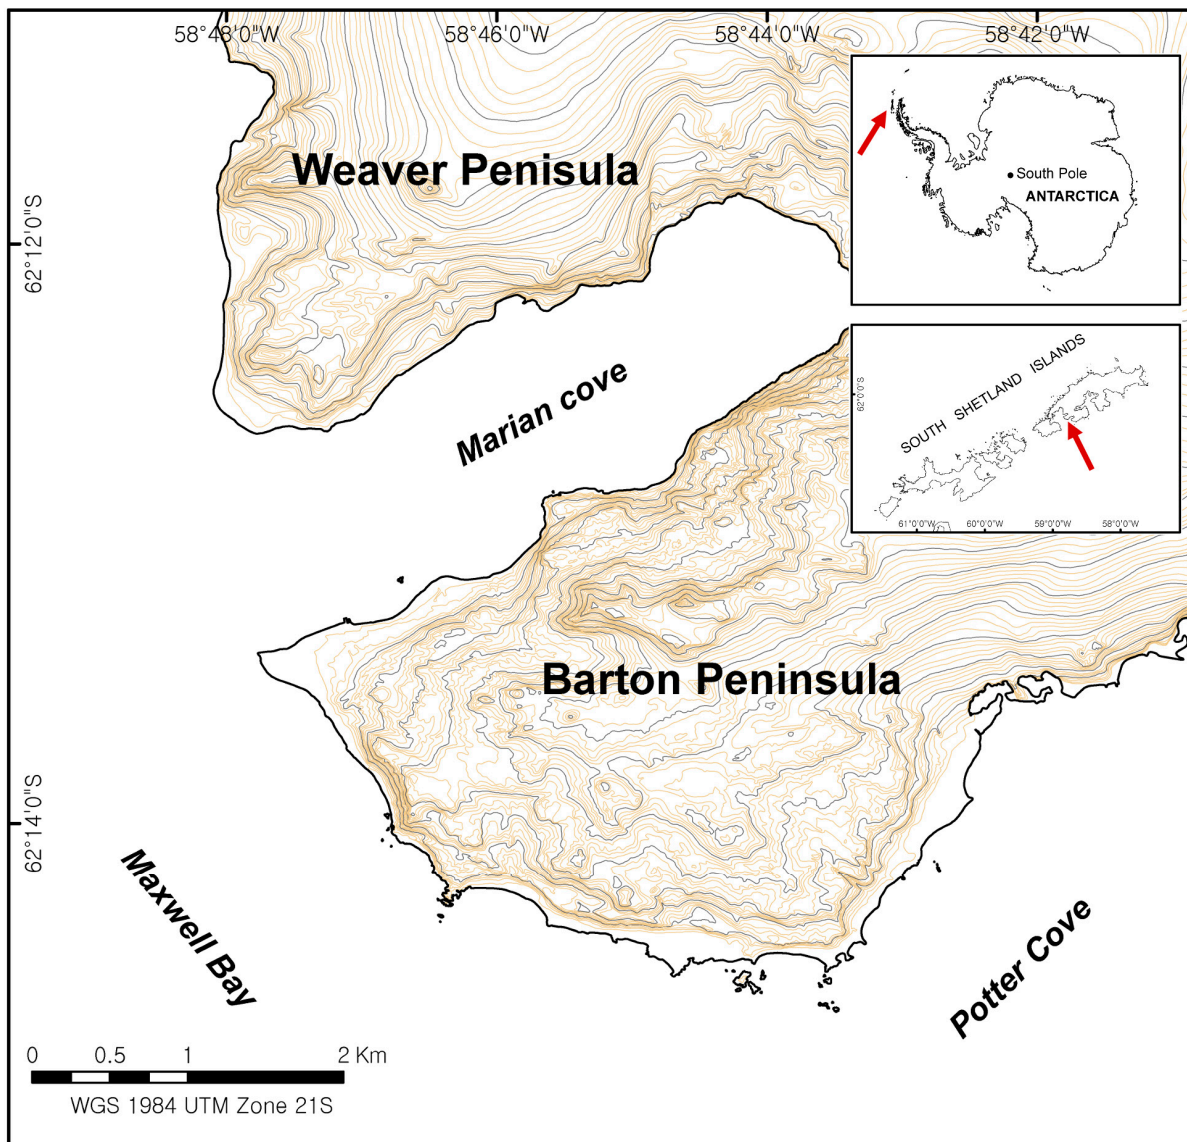 58°48'0"W
58°46'0"W
58°44'0"W
58°42'0"W
Weaver Penisula
South Pole
ANTARCTICA
62°12'0"S
SOUTH SHETLAND ISLANDS
62°0'0"S
61°0'0"W
60°0'0"W
59°0'0"W
58°0'0"W
Marian cove
Barton Peninsula
62°14'0"S
Maxwell Bay
Potter Cove
0 0.5 1 2 Km
WGS 1984 UTM Zone 21S